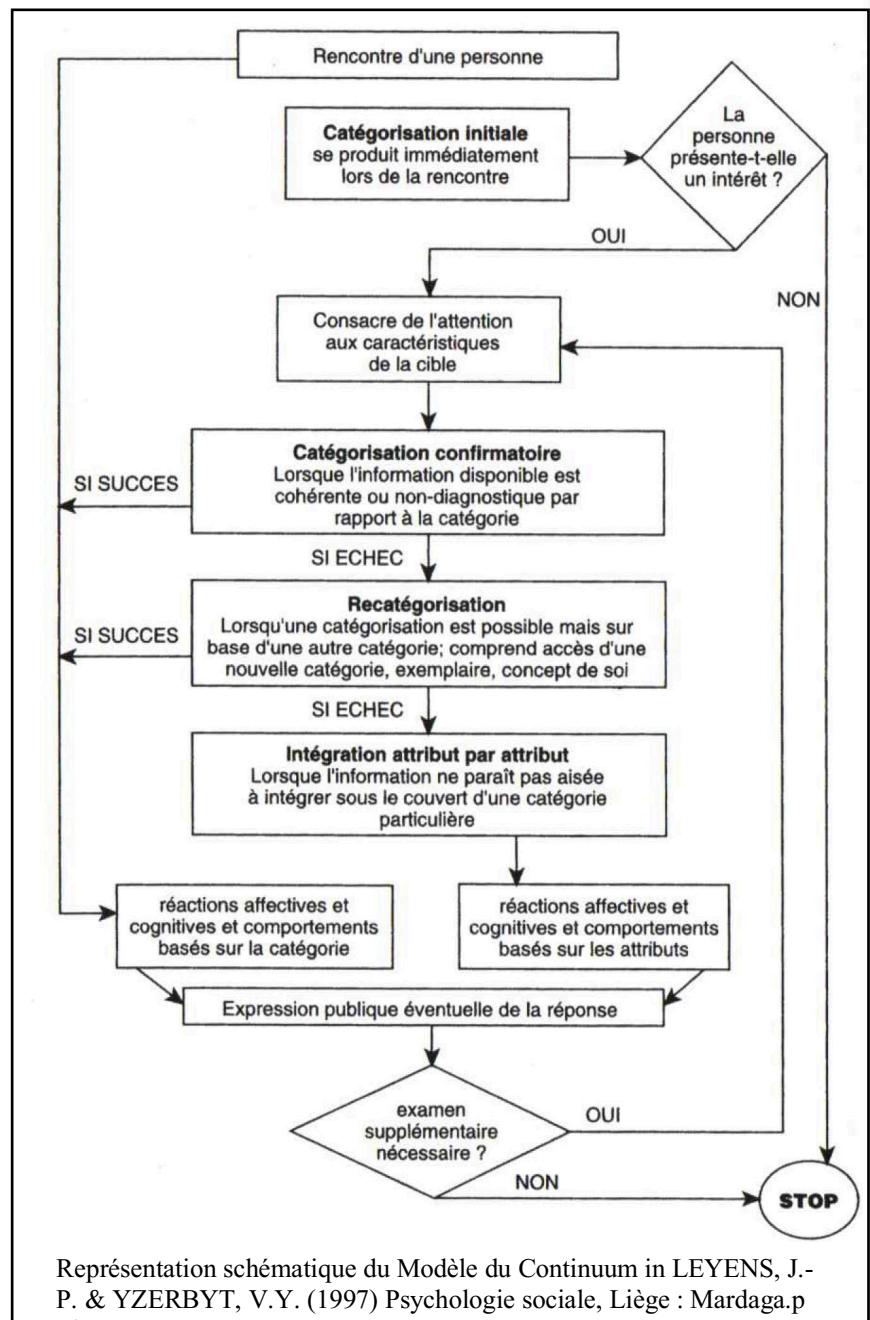 Rencontre d'une personne
Catégorisation initiale
se produit immédiatement
lors de la rencontre
La
personne
présente-t-elle
un intérêt ?
OUI
NON
Consacre de l'attention
aux caractéristiques
de la cible
Catégorisation confirmatoire
Lorsque l'information disponible est
cohérente ou non-diagnostique par
rapport à la catégorie
SI SUCCES
SI ECHEC
Recatégorisation
Lorsqu'une catégorisation est possible mais sur
base d'une autre catégorie; comprend accès d'une
nouvelle catégorie, exemplaire, concept de soi
SI SUCCES
SI ECHEC
Intégration attribut par attribut
Lorsque l'information ne paraît pas aisée
à intégrer sous le couvert d'une catégorie
particulière
réactions affectives et
cognitives et comportements
basés sur la catégorie
réactions affectives et
cognitives et comportements
basés sur les attributs
Expression publique éventuelle de la réponse
examen
supplémentaire
nécessaire ?
OUI
NON
STOP
Représentation schématique du Modèle du Continuum in LEYENS, J.-
P. & YZERBYT, V.Y. (1997) Psychologie sociale, Liège : Mardaga.p